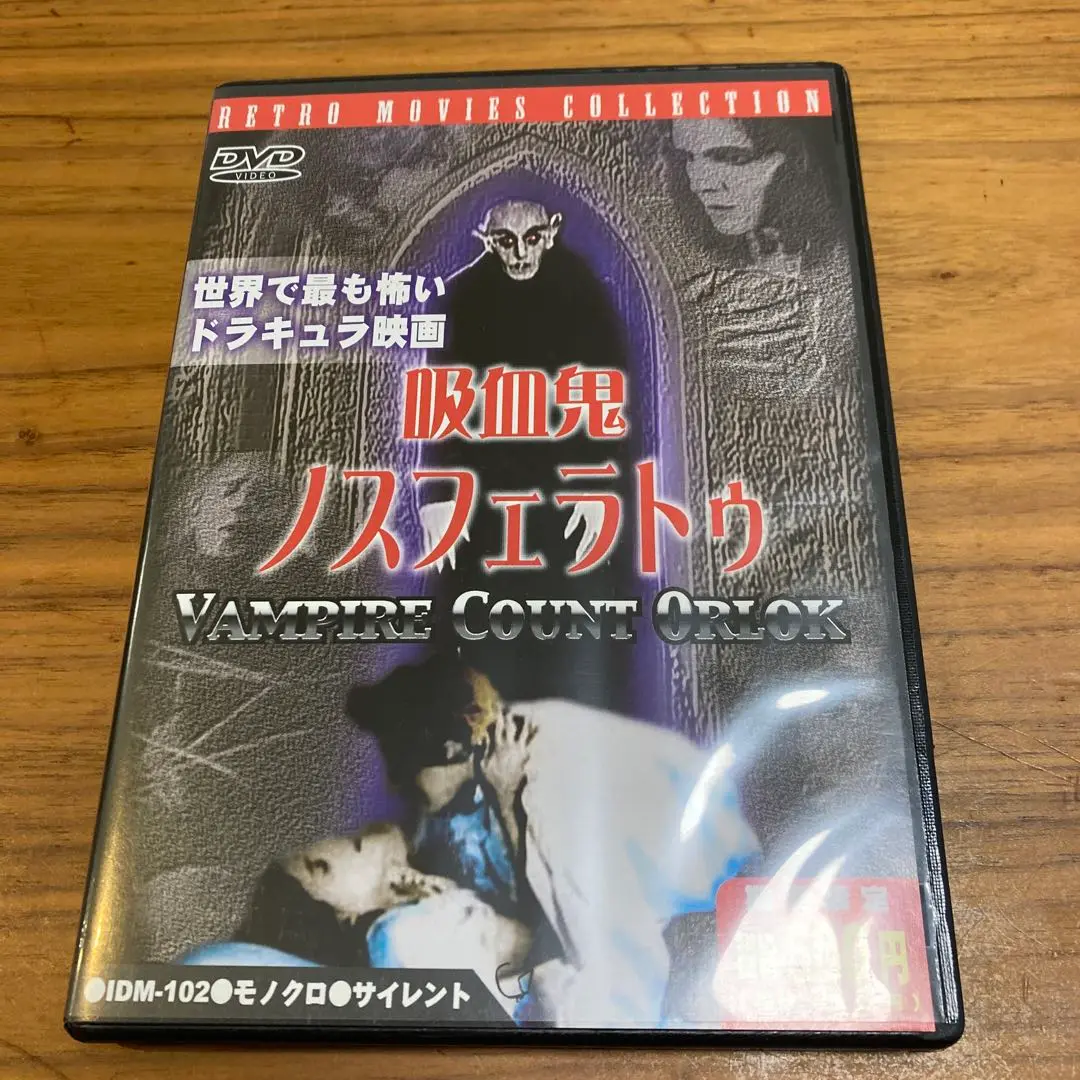 RETRO MOVIES COLLECTION
DVD
VIDEO
世界で最も怖い
ドラキュラ映画
吸血鬼
ノスフェラトゥ
VAMPIRE COUNT ORLOK
●IDM-102●モノクロ●サイレント
円